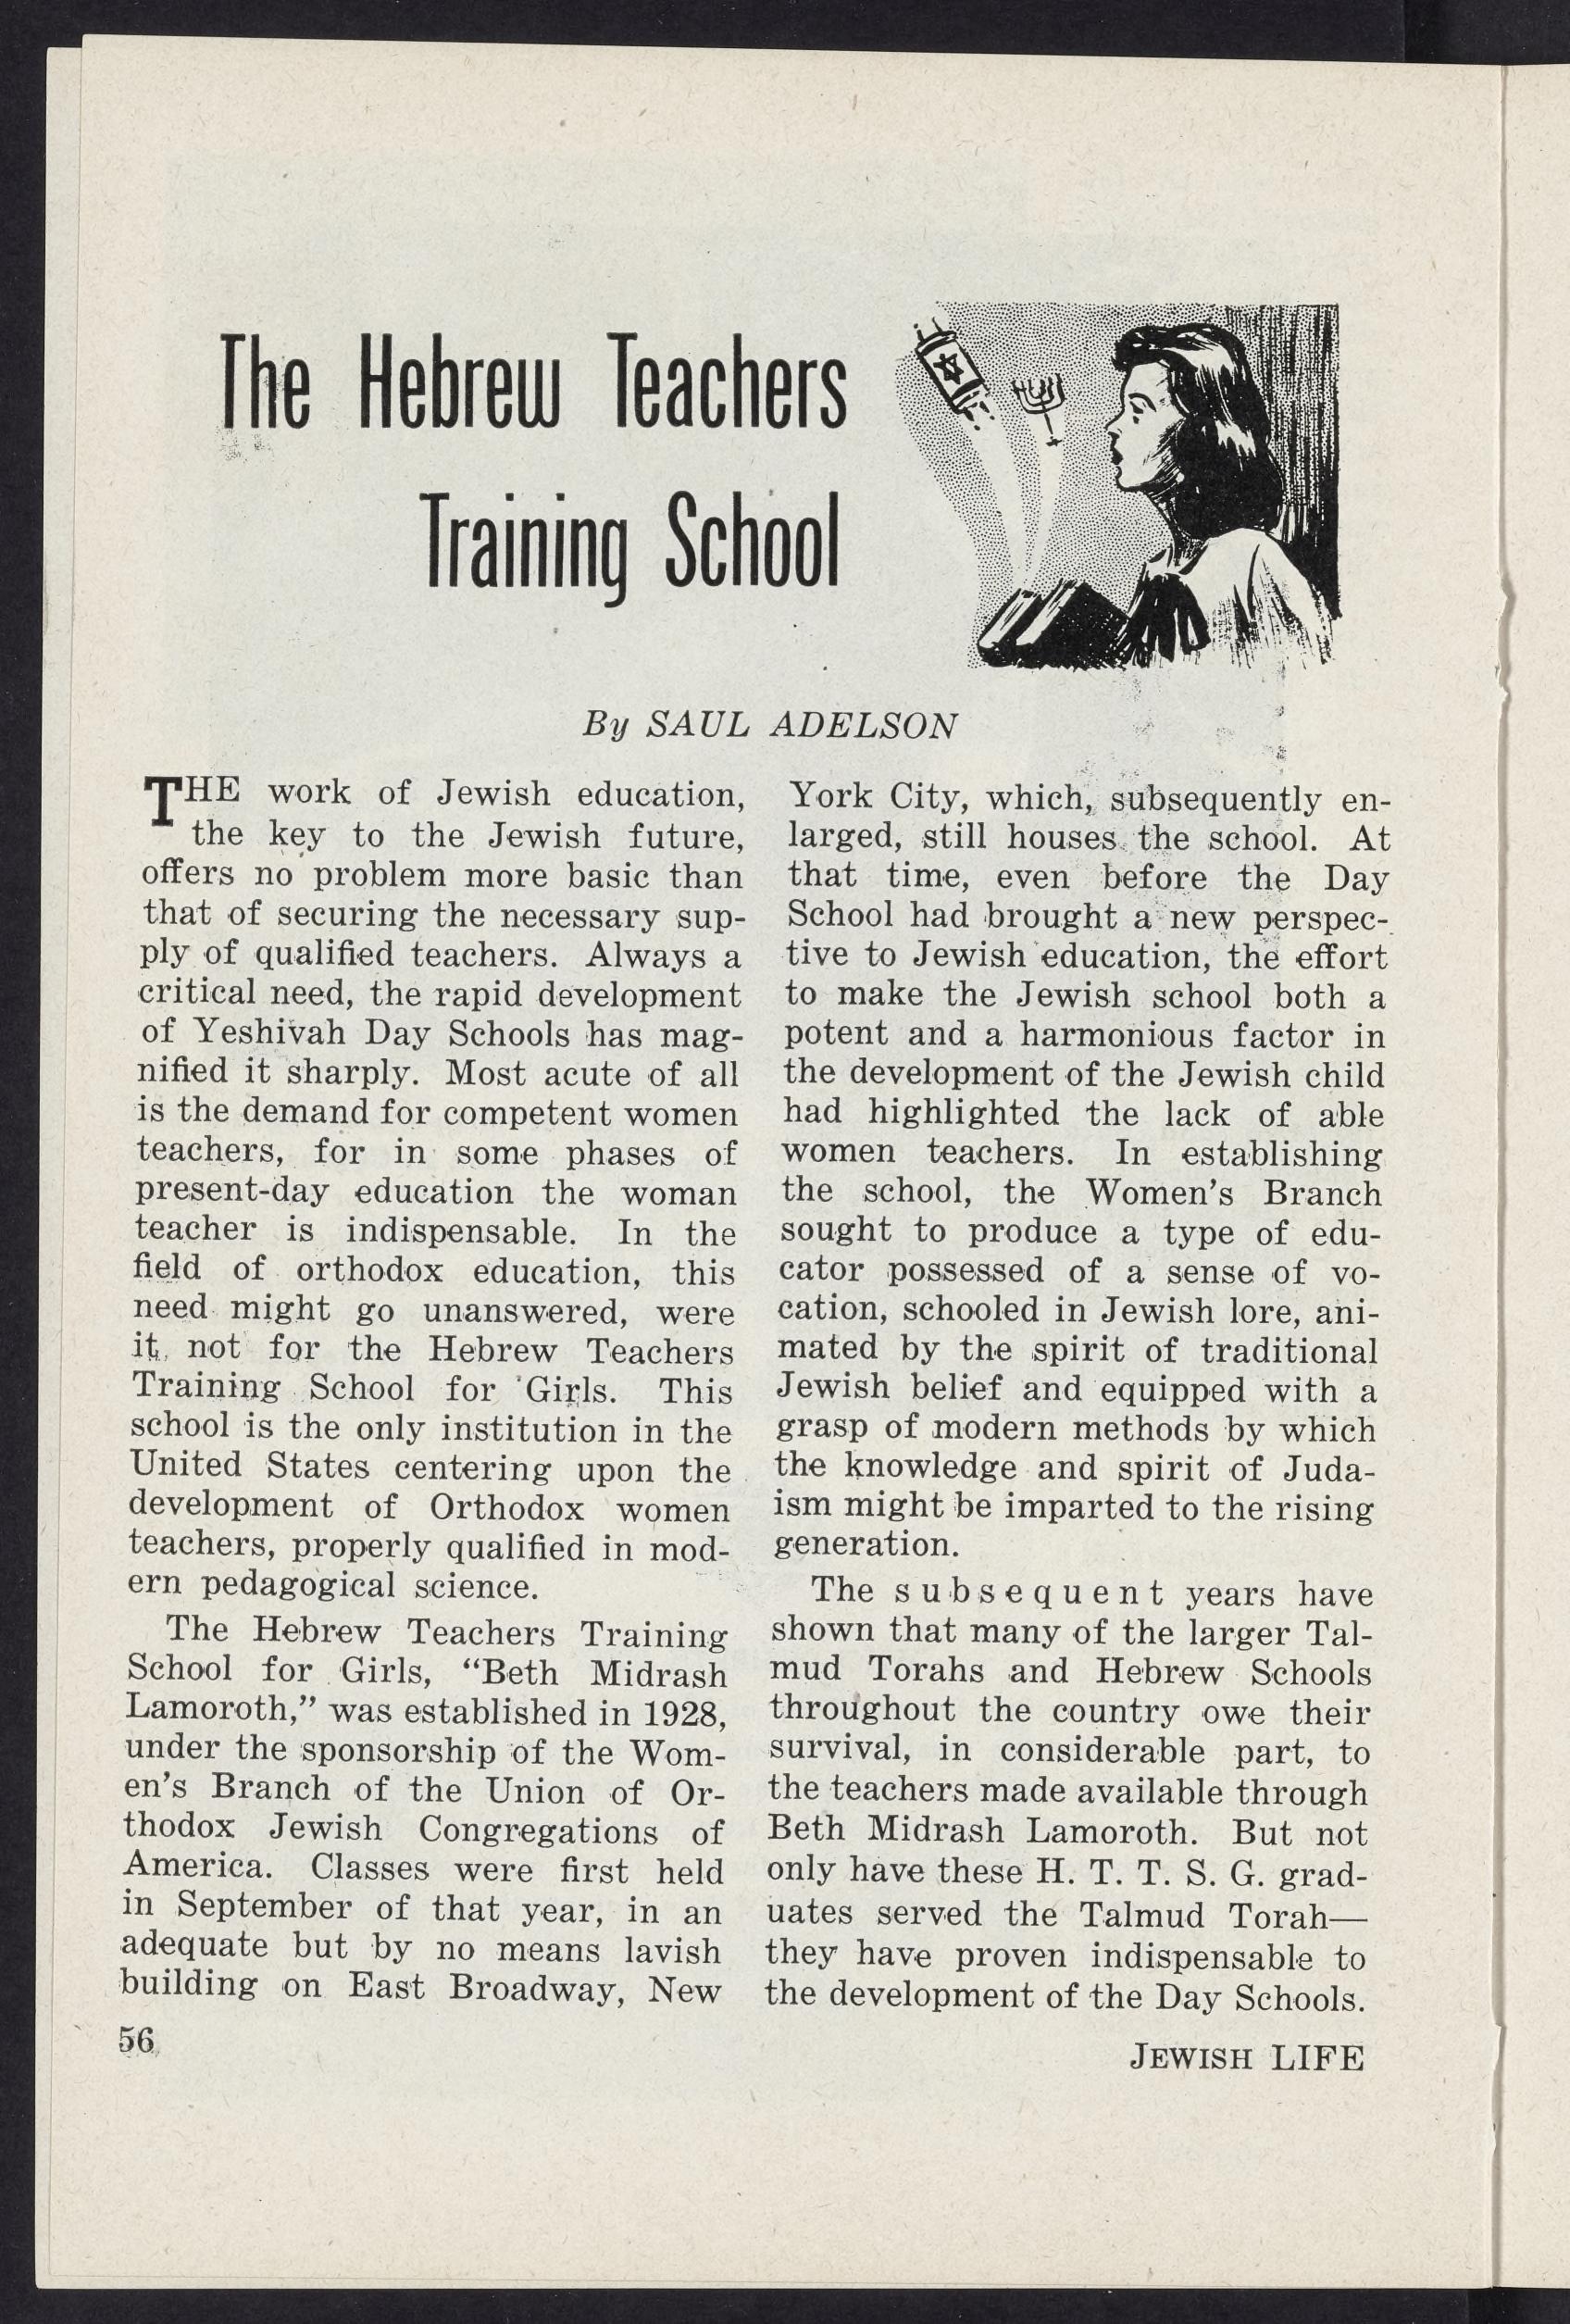 The Hebrew Teachers
Training School
By SAUL ADELSON
THE work of Jewish education,
the key to the Jewish future,
offers no problem more basic than
that of securing the necessary sup-
ply of qualified teachers. Always a
critical need, the rapid development
of Yeshivah Day Schools has mag-
nified it sharply. Most acute of all
is the demand for competent women
teachers, for in some phases of
present-day education the woman
teacher is indispensable. In the
field of orthodox education, this
need might go unanswered, were
it not for the Hebrew Teachers
Training School for Girls. This
school is the only institution in the
United States centering upon the
development of Orthodox women
teachers, properly qualified in mod-
ern pedagogical science.
The Hebrew Teachers Training
School for Girls, “Beth Midrash
Lamoroth,” was established in 1928,
under the sponsorship of the Wom-
en’s Branch of the Union of Or-
thodox Jewish Congregations of
America. Classes were first held
in September of that year, in an
adequate but by no means lavish
building on East Broadway, New
York City, which, subsequently en-
larged, still houses the school. At
that time, even before the Day
School had brought a new perspec-
tive to Jewish education, the effort
to make the Jewish school both a
potent and a harmonious factor in
the development of the Jewish child
had highlighted the lack of able
women teachers. In establishing
the school, the Women’s Branch
sought to produce a type of edu-
cator possessed of a sense of vo-
cation, schooled in Jewish lore, ani-
mated by the spirit of traditional
Jewish belief and equipped with a
grasp of modern methods by which
the knowledge and spirit of Juda-
ism might be imparted to the rising
generation.
The subsequent years have
shown that many of the larger Tal-
mud Torahs and Hebrew Schools
throughout the country owe their
survival, in considerable part, to
the teachers made available through
Beth Midrash Lamoroth. But not
only have these H. T. T. S. G. grad-
uates served the Talmud Torah—
they have proven indispensable to
the development of the Day Schools.
56
JEWISH LIFE